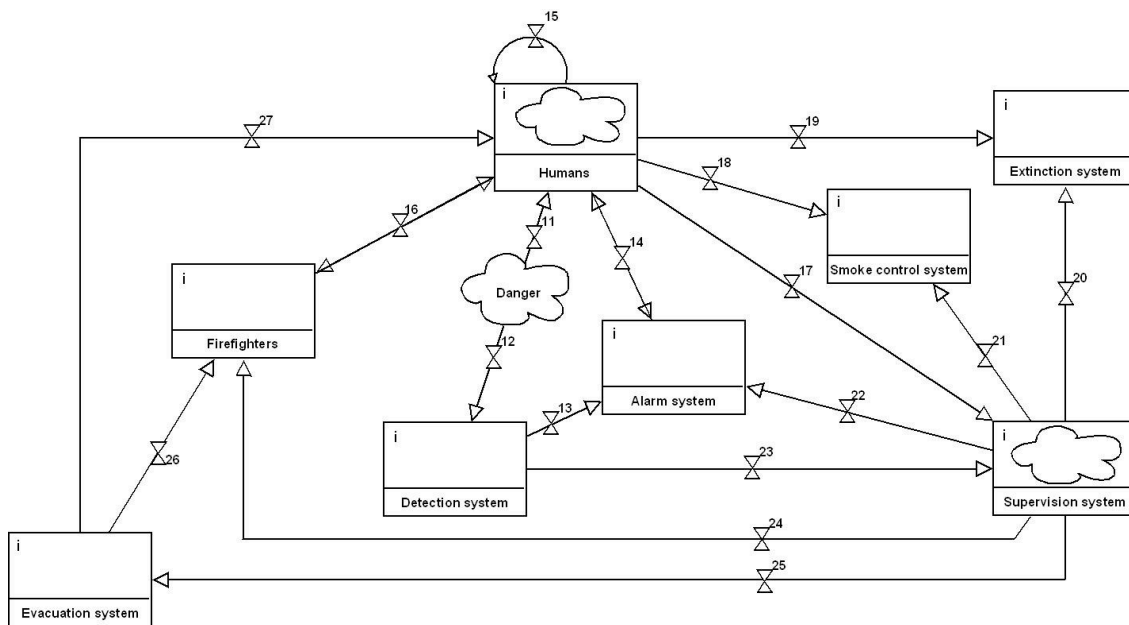 15
i
27
19
i
Humans
18
Extinction system
i
16
11
14
Smoke control system
17
20
i
Danger
Firefighters
i
12
21
Alarm system
22
13
i
i
23
26
Detection system
Supervision system
24
i
25
Evacuation system